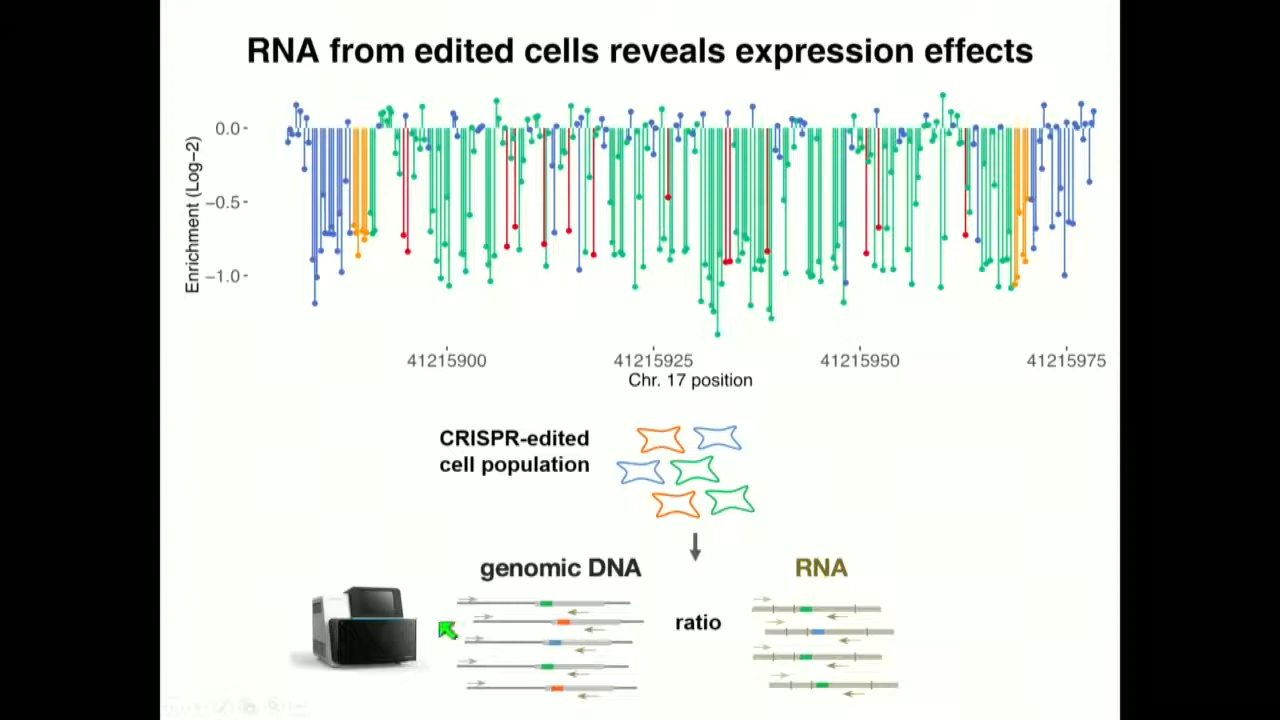 RNA from edited cells reveals expression effects
Enrichment (Log-2)
0.0
−0.5
−1.0
41215900
41215925
41215950
41215975
Chr. 17 position
CRISPR-edited
cell population
genomic DNA
RNA
ratio